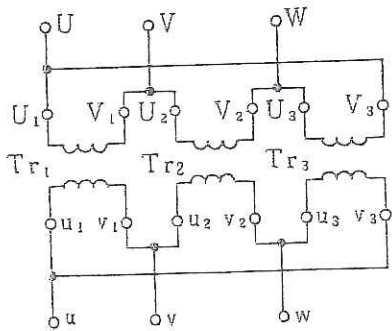 U V W
U₁ V₁ U₂ V₂ U₃ V₃
Tr₁ Tr₂ Tr₃
u₁ v₁ u₂ v₂ u₃ v₃
u v w